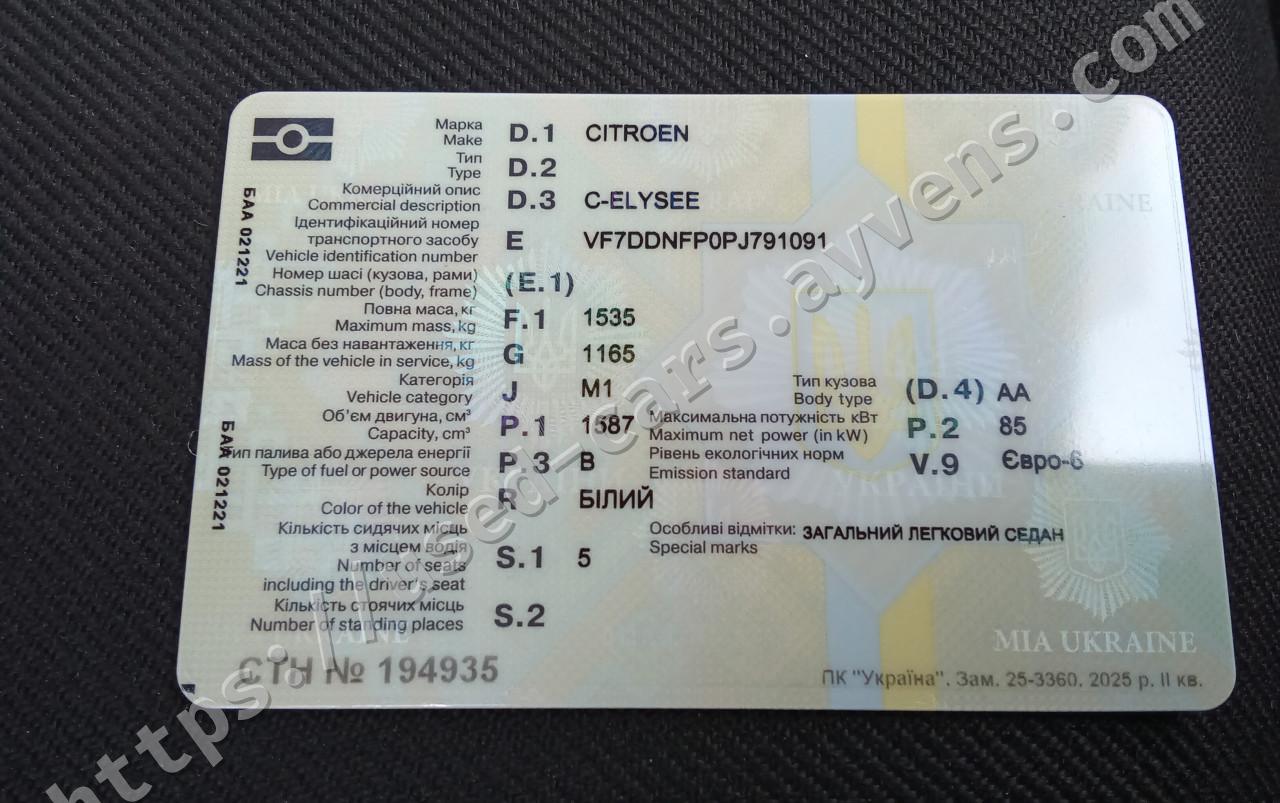 Марка
Make
D.1 CITROEN
Тип
Type
D.2
Комерційний опис
Commercial description
D.3 C-ELYSEE
Ідентифікаційний номер
транспортного засобу
Vehicle identification number
E VF7DDNFP0PJ791091
Номер шасі (кузова, рами)
Chassis number (body, frame)
(E.1)
Повна маса, кг
Maximum mass, kg
F.1 1535
Маса без навантаження, кг
Mass of the vehicle in service, kg
G 1165
Категорія
Vehicle category
J M1
Тип кузова
Body type
(D.4) АА
Об'єм двигуна, см³
Capacity, cm³
P.1 1587
Максимальна потужність кВт
Maximum net power (in kW)
P.2 85
Тип палива або джерела енергії
Type of fuel or power source
P.3 B
Рівень екологічних норм
Emission standard
V.9 Євро-6
Колір
Color of the vehicle
R БІЛИЙ
Кількість сидячих місць
з місцем водія
Number of seats
including the driver's seat
S.1 5
Особливі відмітки: ЗАГАЛЬНИЙ ЛЕГКОВИЙ СЕДАН
Special marks
Кількість стоячих місць
Number of standing places
S.2
СТН № 194935
ПК "Україна". Зам. 25-3360. 2025 р. ІІ кв.
БАА 021221
БАА 021221
MIA UKRAINE
https://used-cars.ayvens.com